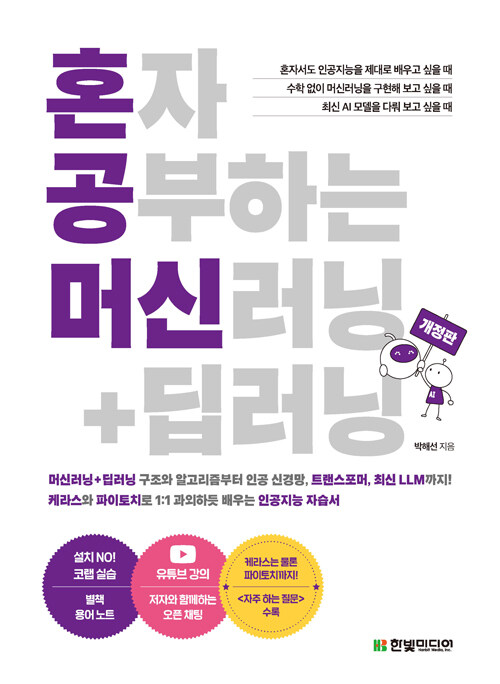 혼자서도 인공지능을 제대로 배우고 싶을 때
수학 없이 머신러닝을 구현해 보고 싶을 때
최신 AI 모델을 다뤄 보고 싶을 때
혼자
공부하는
머신러닝
+딥러닝
개정판
AI
박해선 지음
머신러닝+딥러닝 구조와 알고리즘부터 인공 신경망, 트랜스포머, 최신 LLM까지!
케라스와 파이토치로 1:1 과외하듯 배우는 인공지능 자습서
설치 NO!
코랩 실습
별책
용어 노트
유튜브 강의
저자와 함께하는
오픈 채팅
케라스는 물론
파이토치까지!
<자주 하는 질문>
수록
HB 한빛미디어
Hanbit Media, Inc.